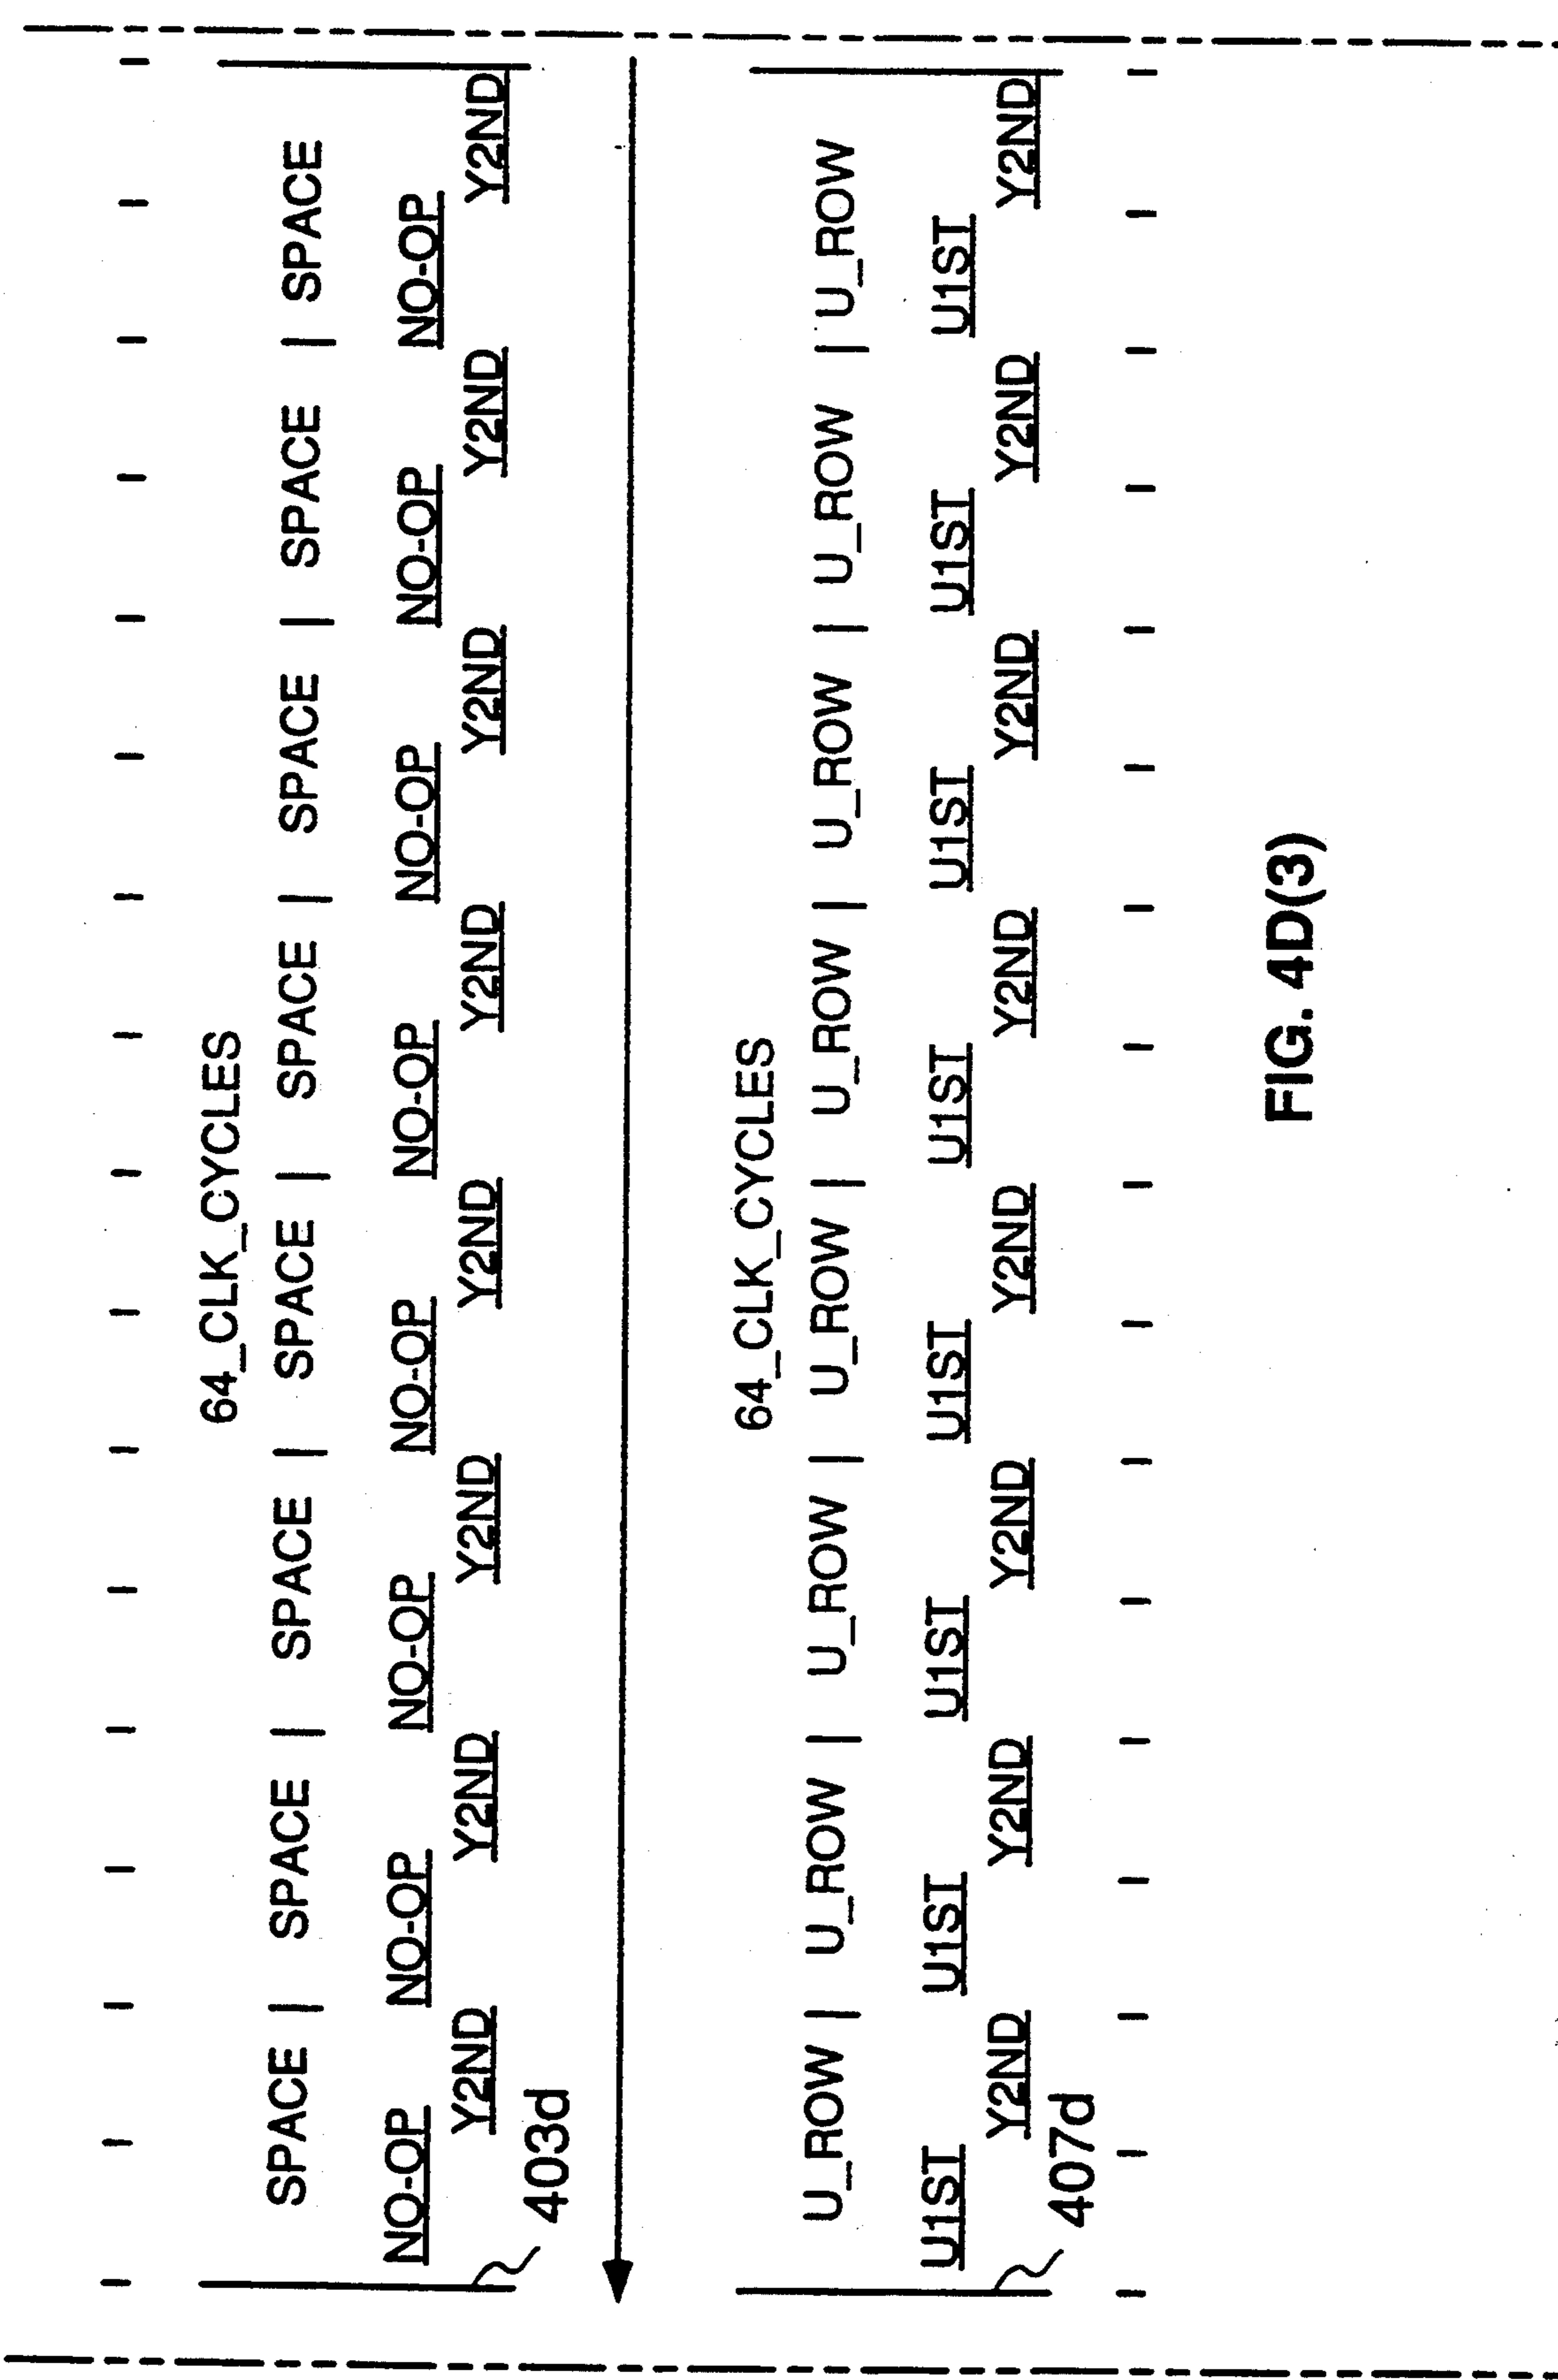 64_CLK_CYCLES
SPACE | SPACE | SPACE | SPACE | SPACE | SPACE | SPACE | SPACE
NO-OP NO-OP NO-OP NO-OP NO-OP NO-OP NO-OP NO-OP
Y2ND Y2ND Y2ND Y2ND Y2ND Y2ND Y2ND Y2ND
403d
64_CLK_CYCLES
U_ROW | U_ROW | U_ROW | U_ROW | U_ROW | U_ROW | U_ROW | U_ROW
U1ST U1ST U1ST U1ST U1ST U1ST U1ST U1ST
Y2ND Y2ND Y2ND Y2ND Y2ND Y2ND Y2ND Y2ND
407d
FIG. 4D(3)